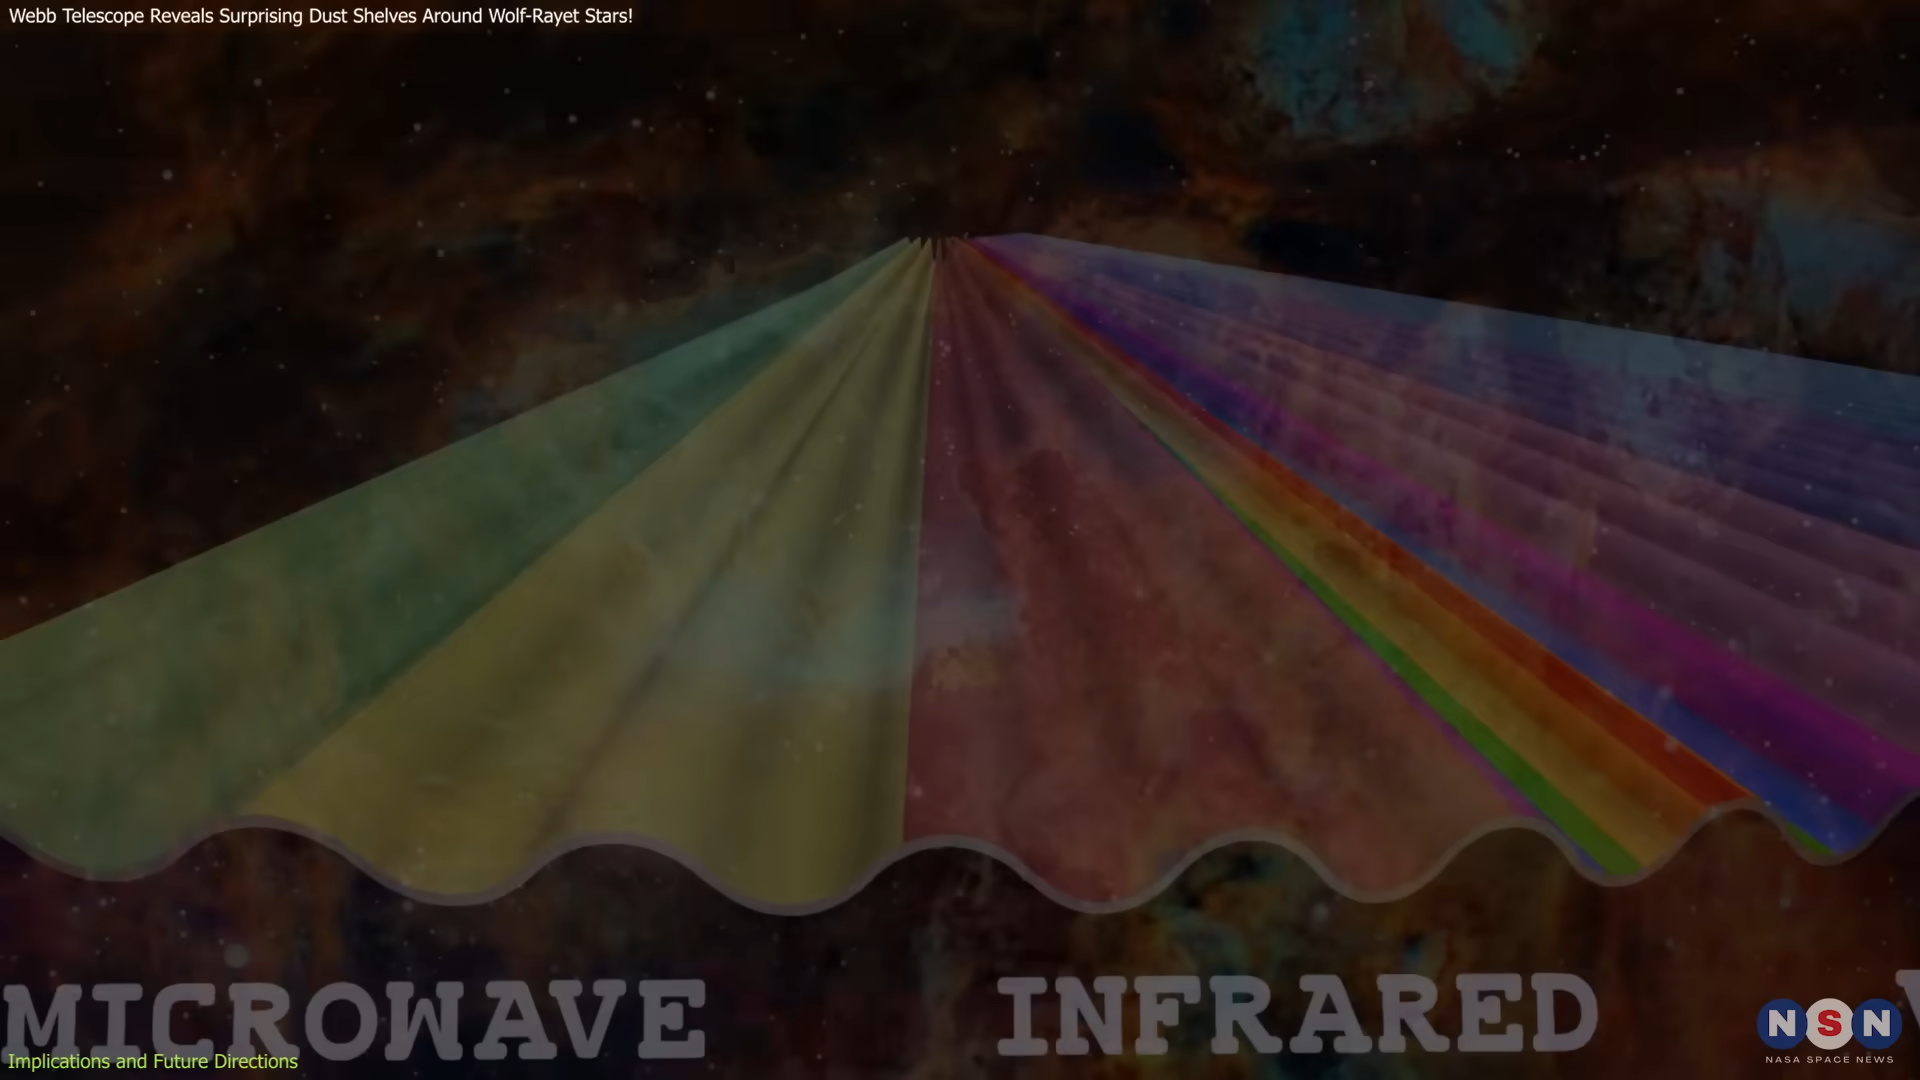 Webb Telescope Reveals Surprising Dust Shelves Around Wolf-Rayet Stars!
MICROWAVE INFRARED V
Implications and Future Directions
NSN
NASA SPACE NEWS